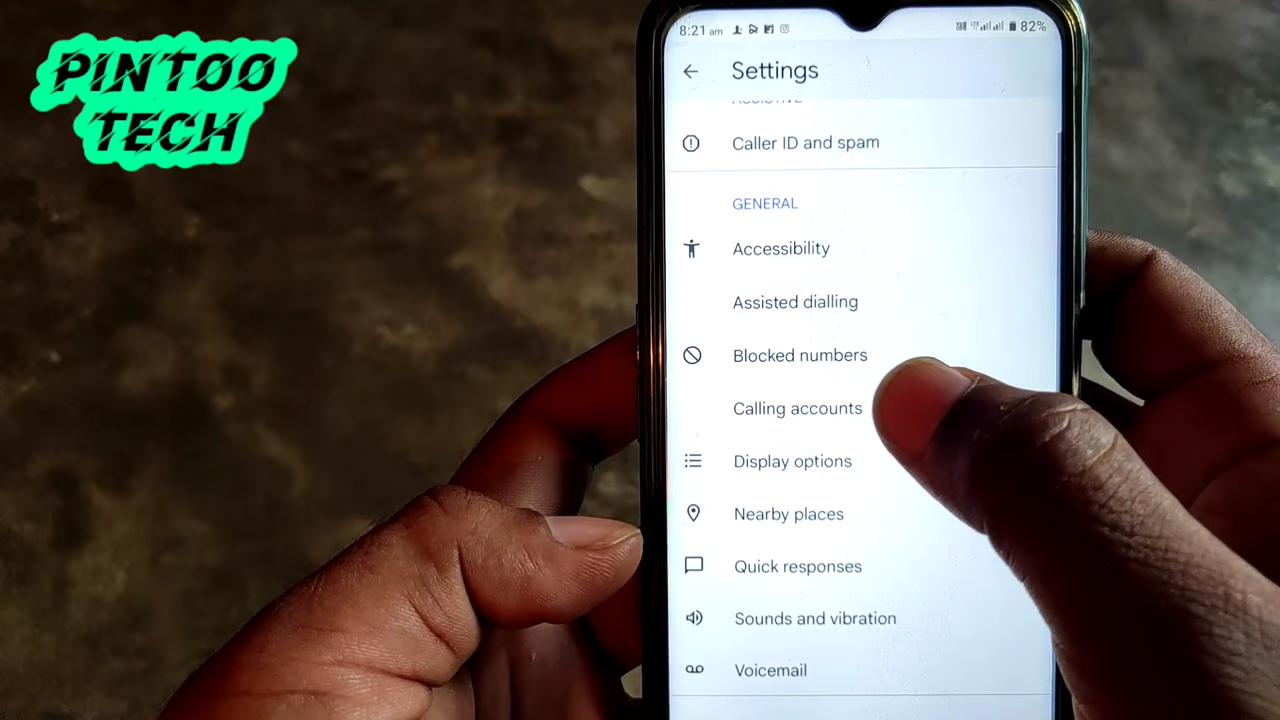 PINTOO
TECH
8:21 am
82%
Settings
Caller ID and spam
GENERAL
Accessibility
Assisted dialling
Blocked numbers
Calling accounts
Display options
Nearby places
Quick responses
Sounds and vibration
Voicemail